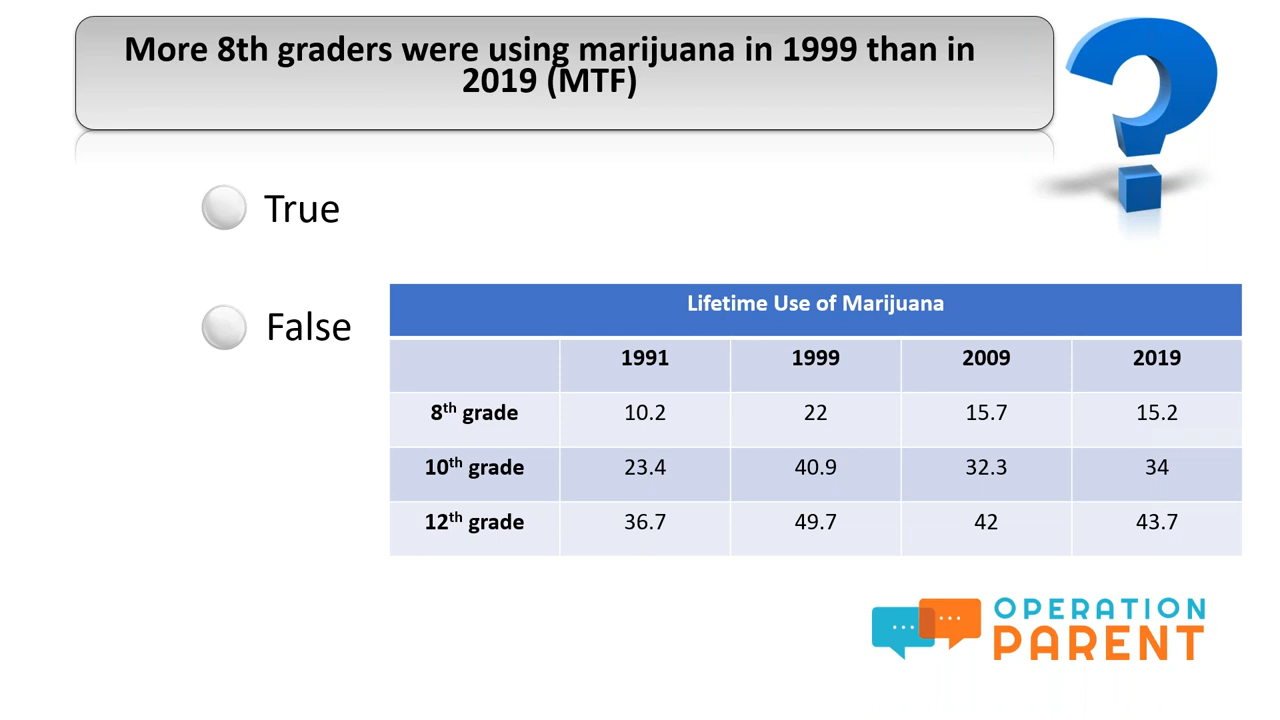 More 8th graders were using marijuana in 1999 than in
2019 (MTF)
True
False
Lifetime Use of Marijuana
1991 1999 2009 2019
8th grade 10.2 22 15.7 15.2
10th grade 23.4 40.9 32.3 34
12th grade 36.7 49.7 42 43.7
OPERATION
PARENT